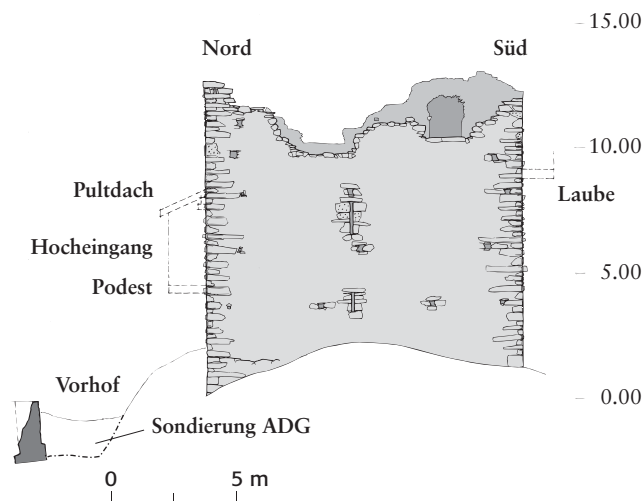 15.00
Nord
Süd
10.00
Pultdach
Laube
Hocheingang
5.00
Podest
Vorhof
0.00
Sondierung ADG
0
5 m